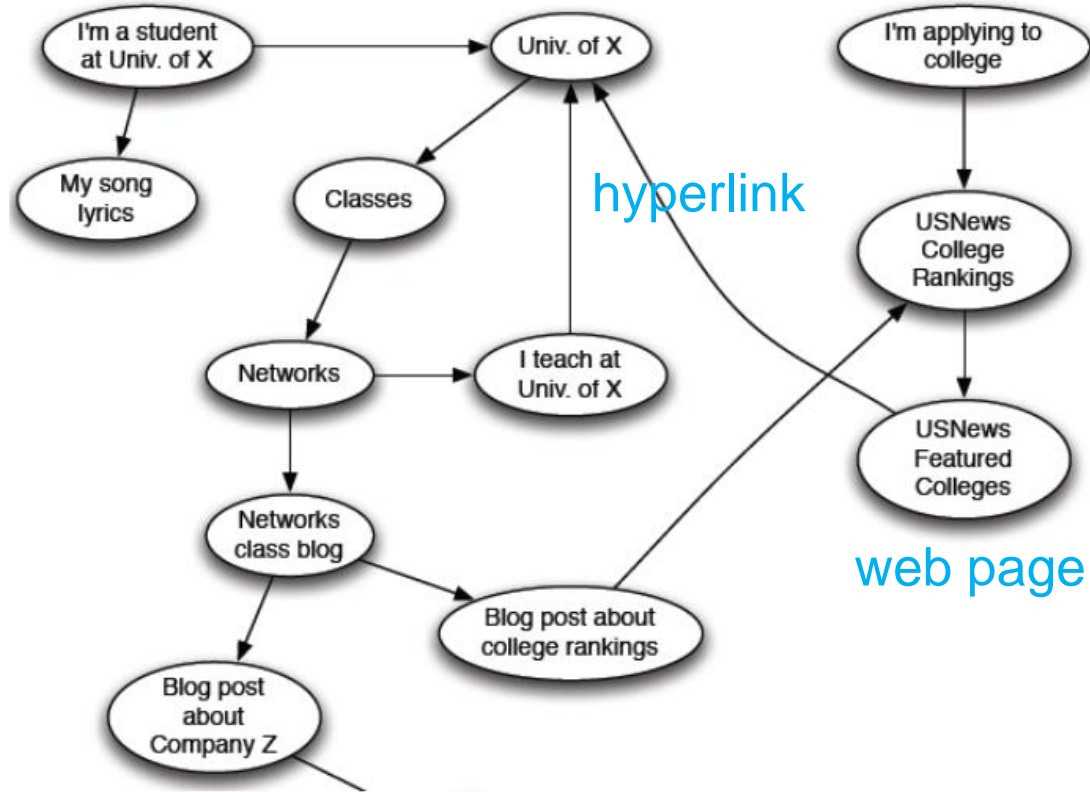 I'm a student
at Univ. of X
Univ. of X
I'm applying to
college
My song
lyrics
Classes
hyperlink
USNews
College
Rankings
Networks
I teach at
Univ. of X
USNews
Featured
Colleges
Networks
class blog
web page
Blog post about
college rankings
Blog post
about
Company Z